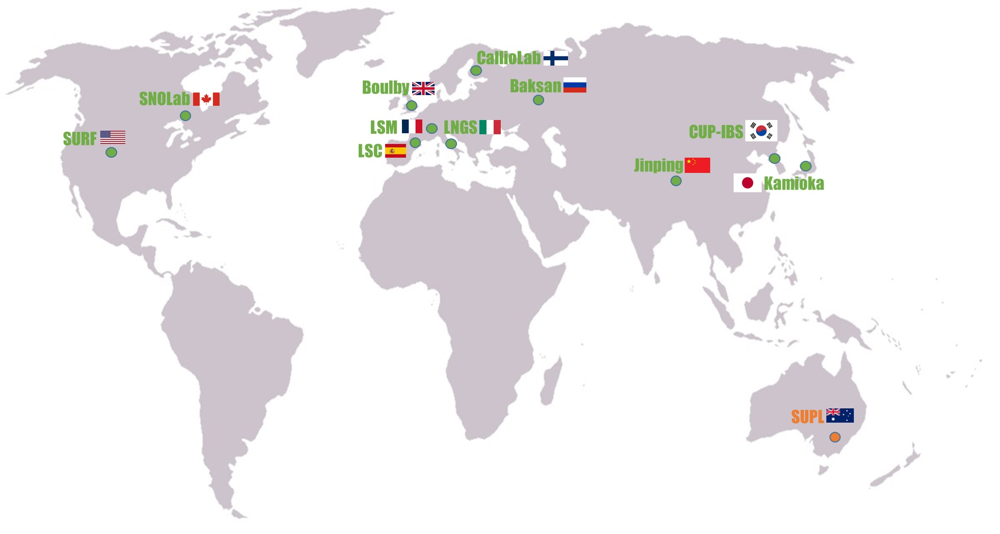 CallioLab
Boulby
Baksan
SNOLab
LSM
LNGS
CUP-IBS
SURF
LSC
Jinping
Kamioka
SUPL